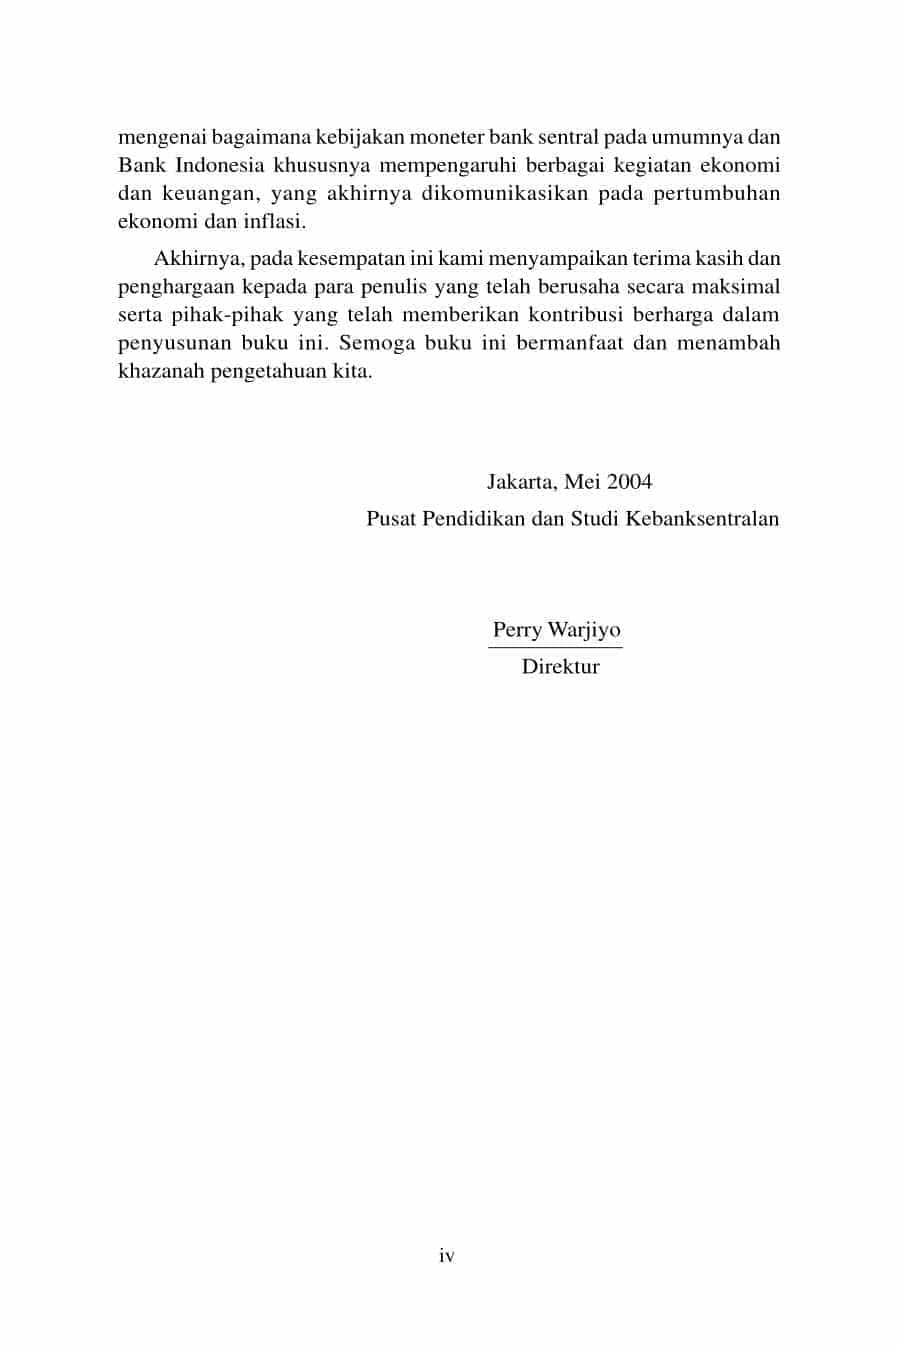 mengenai bagaimana kebijakan moneter bank sentral pada umumnya dan
Bank Indonesia khususnya mempengaruhi berbagai kegiatan ekonomi
dan keuangan, yang akhirnya dikomunikasikan pada pertumbuhan
ekonomi dan inflasi.
Akhirnya, pada kesempatan ini kami menyampaikan terima kasih dan
penghargaan kepada para penulis yang telah berusaha secara maksimal
serta pihak-pihak yang telah memberikan kontribusi berharga dalam
penyusunan buku ini. Semoga buku ini bermanfaat dan menambah
khazanah pengetahuan kita.
Jakarta, Mei 2004
Pusat Pendidikan dan Studi Kebanksentralan
Perry Warjiyo
Direktur
iv